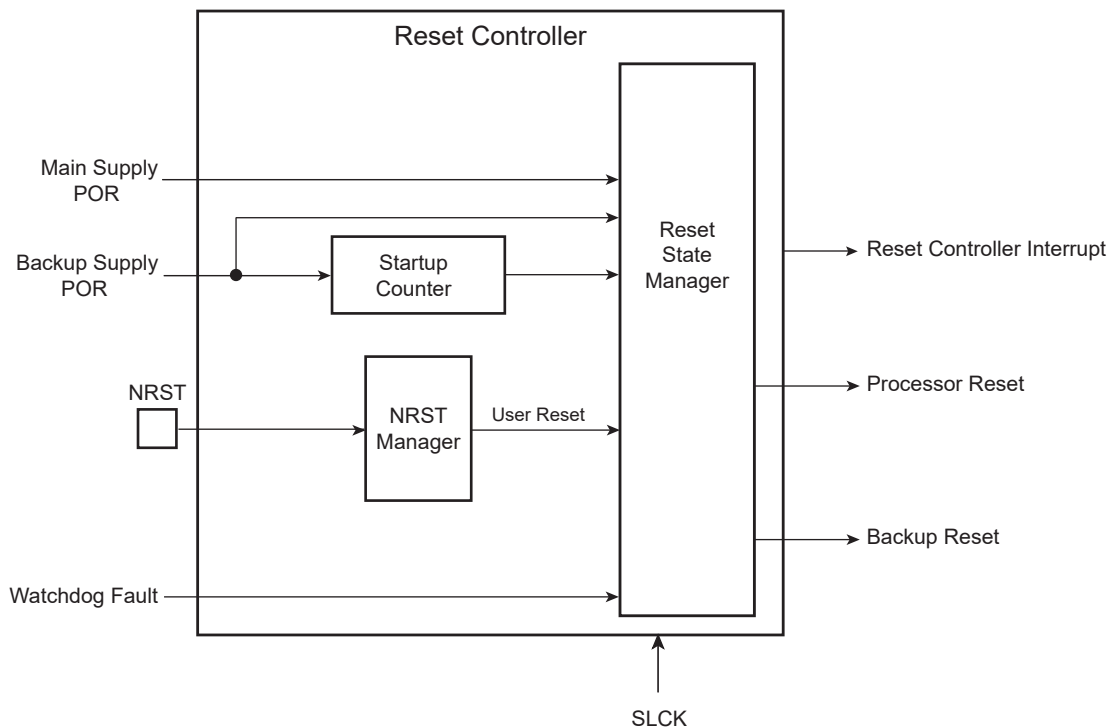 Reset Controller
Main Supply
POR
Backup Supply
POR
Startup
Counter
Reset
State
Manager
Reset Controller Interrupt
NRST
NRST
Manager
User Reset
Processor Reset
Backup Reset
Watchdog Fault
SLCK